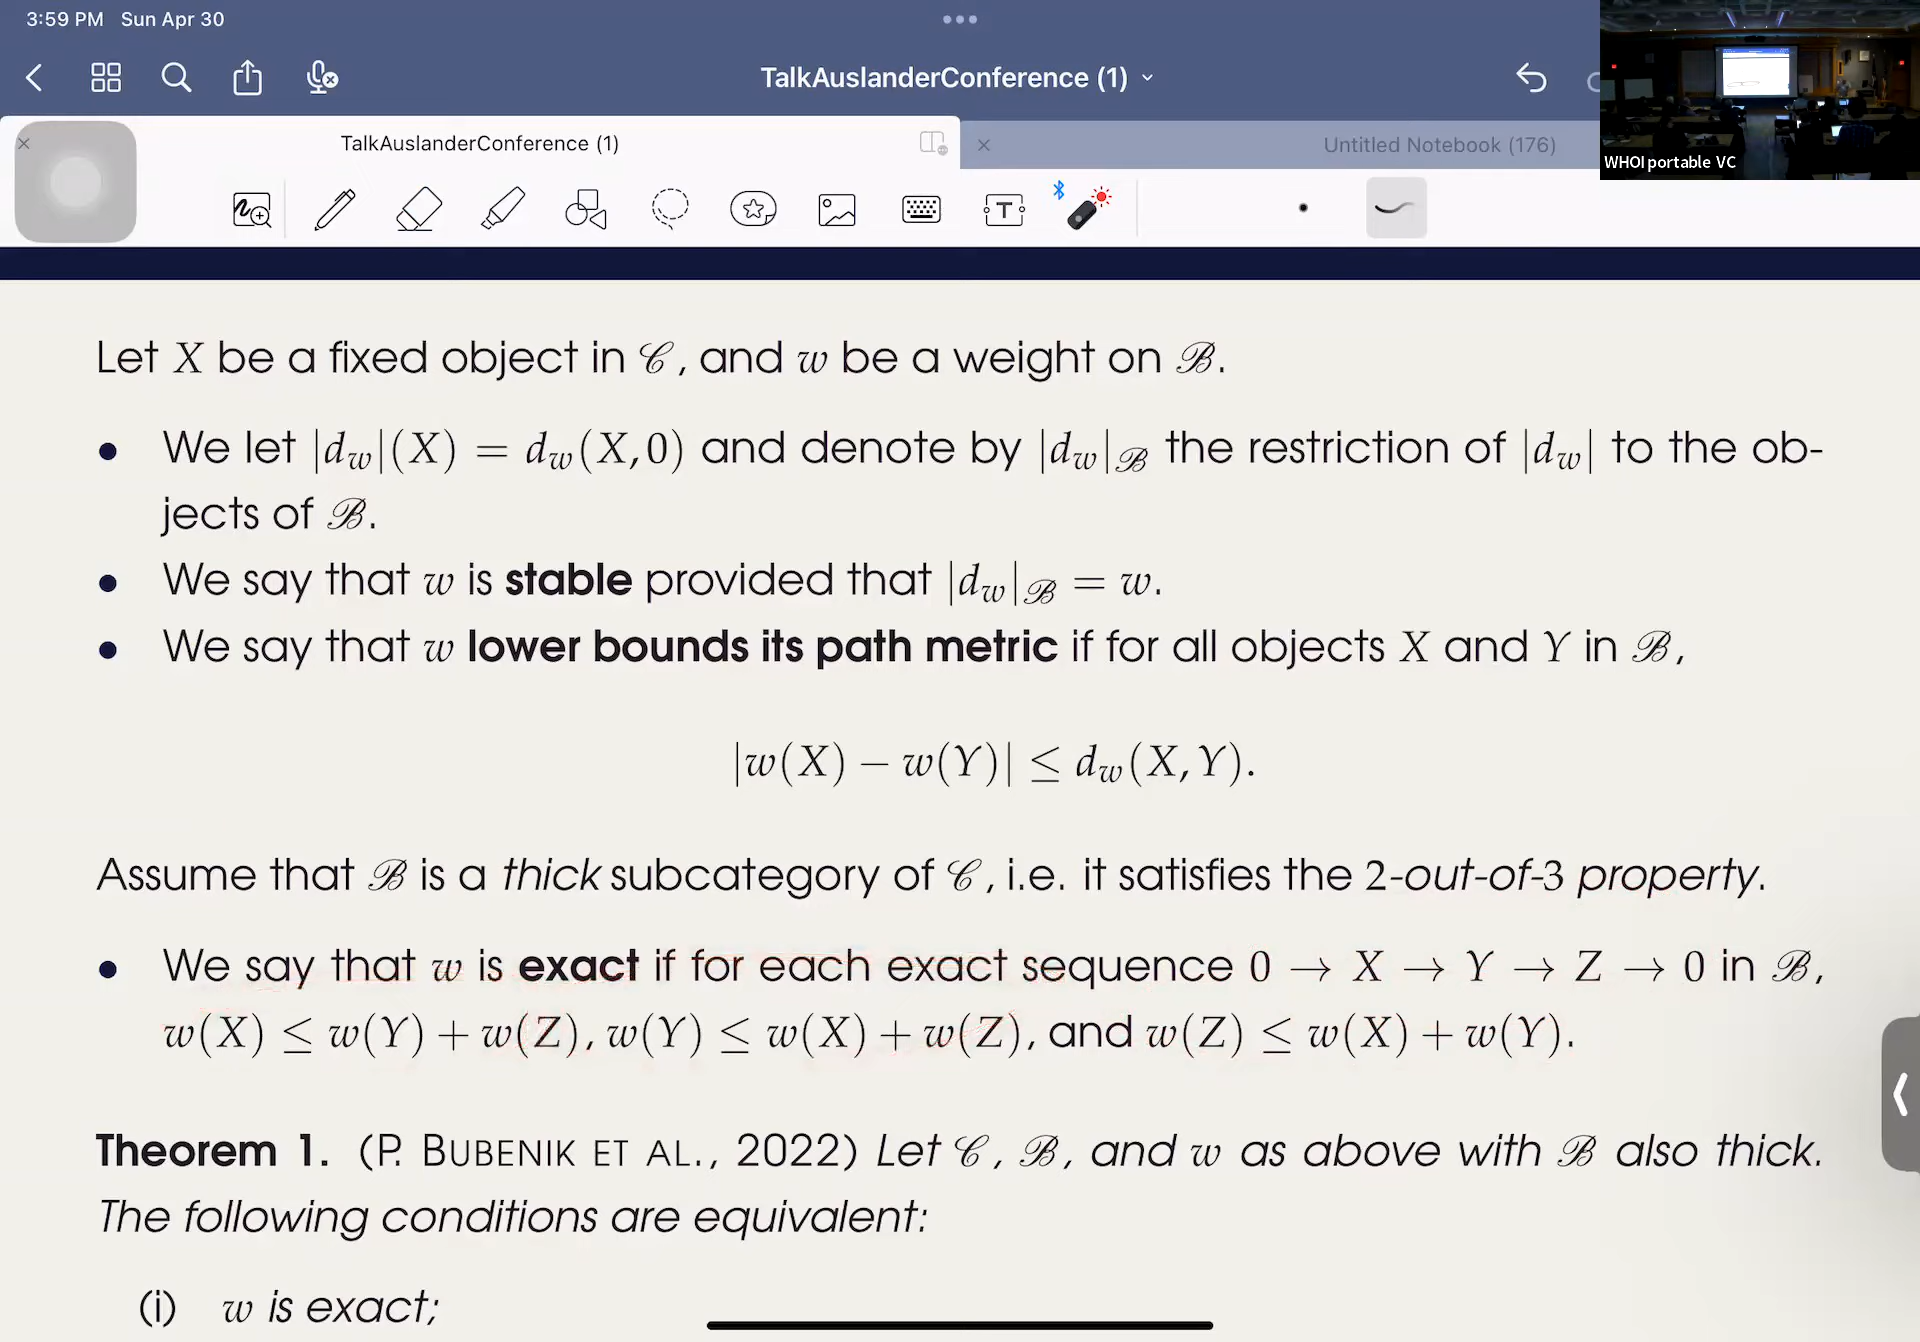 3:59 PM Sun Apr 30
TalkAuslanderConference (1)
WHOI portable VC
TalkAuslanderConference (1)
Untitled Notebook (176)
Let X be a fixed object in 𝒞, and w be a weight on ℬ.
• We let |d_w|(X) = d_w(X,0) and denote by |d_w|_ℬ the restriction of |d_w| to the ob-
jects of ℬ.
• We say that w is stable provided that |d_w|_ℬ = w.
• We say that w lower bounds its path metric if for all objects X and Y in ℬ,
|w(X) − w(Y)| ≤ d_w(X,Y).
Assume that ℬ is a thick subcategory of 𝒞, i.e. it satisfies the 2-out-of-3 property.
• We say that w is exact if for each exact sequence 0 → X → Y → Z → 0 in ℬ,
w(X) ≤ w(Y) + w(Z), w(Y) ≤ w(X) + w(Z), and w(Z) ≤ w(X) + w(Y).
Theorem 1. (P. BUBENIK ET AL., 2022) Let 𝒞, ℬ, and w as above with ℬ also thick.
The following conditions are equivalent:
(i) w is exact;